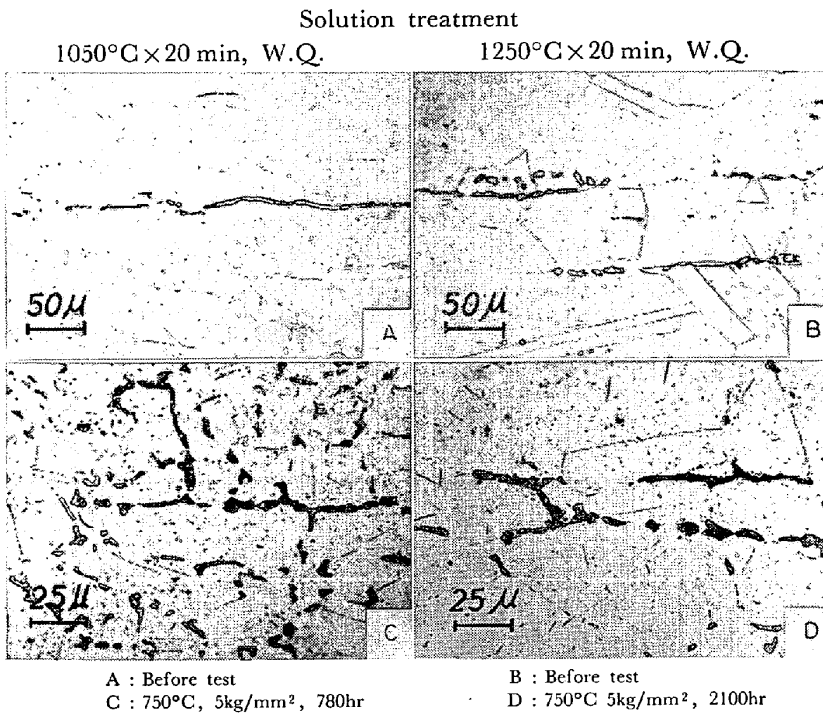 Solution treatment
1050°C×20 min, W.Q.
1250°C×20 min, W.Q.
50μ
A
50μ
B
25μ
C
25μ
D
A : Before test
C : 750°C, 5kg/mm², 780hr
B : Before test
D : 750°C 5kg/mm², 2100hr